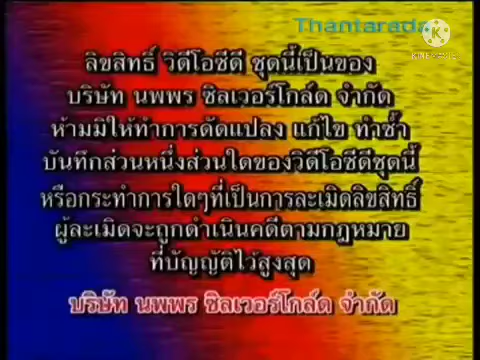 Thantarada
ลิขสิทธิ์ วิดีโอซีดี ชุดนี้เป็นของ
บริษัท นพพร ซิลเวอร์โกล์ด จำกัด
ห้ามมิให้ทำการดัดแปลง แก้ไข ทำซ้ำ
บันทึกส่วนหนึ่งส่วนใดของวิดีโอซีดีชุดนี้
หรือกระทำการใดๆที่เป็นการละเมิดลิขสิทธิ์
ผู้ละเมิดจะถูกดำเนินคดีตามกฎหมาย
ที่บัญญัติไว้สูงสุด
บริษัท นพพร ซิลเวอร์โกล์ด จำกัด